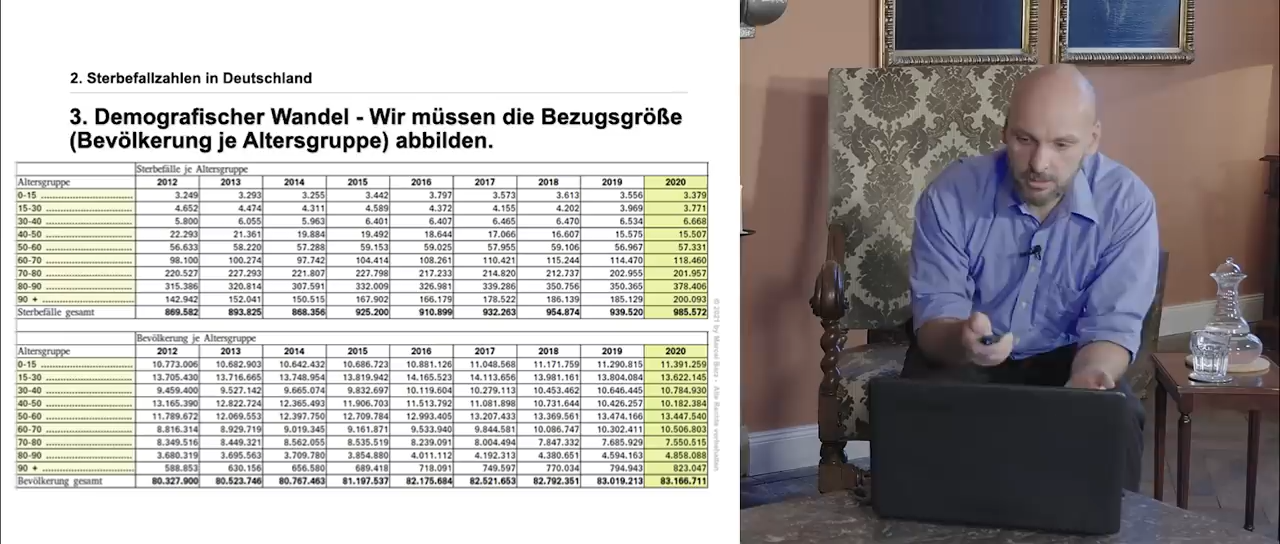 2. Sterbefallzahlen in Deutschland
3. Demografischer Wandel - Wir müssen die Bezugsgröße
(Bevölkerung je Altersgruppe) abbilden.
Sterbefälle je Altersgruppe
Altersgruppe 2012 2013 2014 2015 2016 2017 2018 2019 2020
0-15 3.249 3.293 3.255 3.442 3.797 3.573 3.613 3.556 3.379
15-30 4.652 4.474 4.311 4.589 4.372 4.155 4.202 3.969 3.771
30-40 5.800 6.055 5.963 6.401 6.407 6.465 6.470 6.534 6.668
40-50 22.293 21.361 19.884 19.492 18.644 17.066 16.607 15.575 15.507
50-60 56.633 58.220 57.288 59.153 59.025 57.955 59.106 56.967 57.331
60-70 98.100 100.274 97.742 104.414 108.261 110.421 115.244 114.470 118.460
70-80 220.527 227.293 221.807 227.798 217.233 214.820 212.737 202.955 201.957
80-90 315.386 320.814 307.591 332.009 326.981 339.286 350.756 350.365 378.406
90 + 142.942 152.041 150.515 167.902 166.179 178.522 186.139 185.129 200.093
Sterbefälle gesamt 869.582 893.825 868.356 925.200 910.899 932.263 954.874 939.520 985.572
Bevölkerung je Altersgruppe
Altersgruppe 2012 2013 2014 2015 2016 2017 2018 2019 2020
0-15 10.773.006 10.682.903 10.642.432 10.686.723 10.881.126 11.048.568 11.171.759 11.290.815 11.391.259
15-30 13.705.430 13.716.665 13.748.954 13.819.942 14.165.523 14.113.656 13.981.161 13.804.084 13.622.145
30-40 9.459.400 9.527.142 9.665.074 9.832.697 10.119.604 10.279.113 10.453.462 10.646.445 10.784.930
40-50 13.165.390 12.822.724 12.365.493 11.906.703 11.513.792 11.081.898 10.731.644 10.426.257 10.182.384
50-60 11.789.672 12.069.553 12.397.750 12.709.784 12.993.405 13.207.433 13.369.561 13.474.166 13.447.540
60-70 8.816.314 8.929.719 9.019.345 9.161.871 9.533.940 9.844.581 10.086.747 10.302.411 10.506.803
70-80 8.349.516 8.449.321 8.562.055 8.535.519 8.239.091 8.004.494 7.847.332 7.685.929 7.550.515
80-90 3.680.319 3.695.563 3.709.780 3.854.880 4.011.112 4.192.313 4.380.651 4.594.163 4.858.088
90 + 588.853 630.156 656.580 689.418 718.091 749.597 770.034 794.943 823.047
Bevölkerung gesamt 80.327.900 80.523.746 80.767.463 81.197.537 82.175.684 82.521.653 82.792.351 83.019.213 83.166.711
© 2021 by Marcel Barz - Alle Rechte vorbehalten